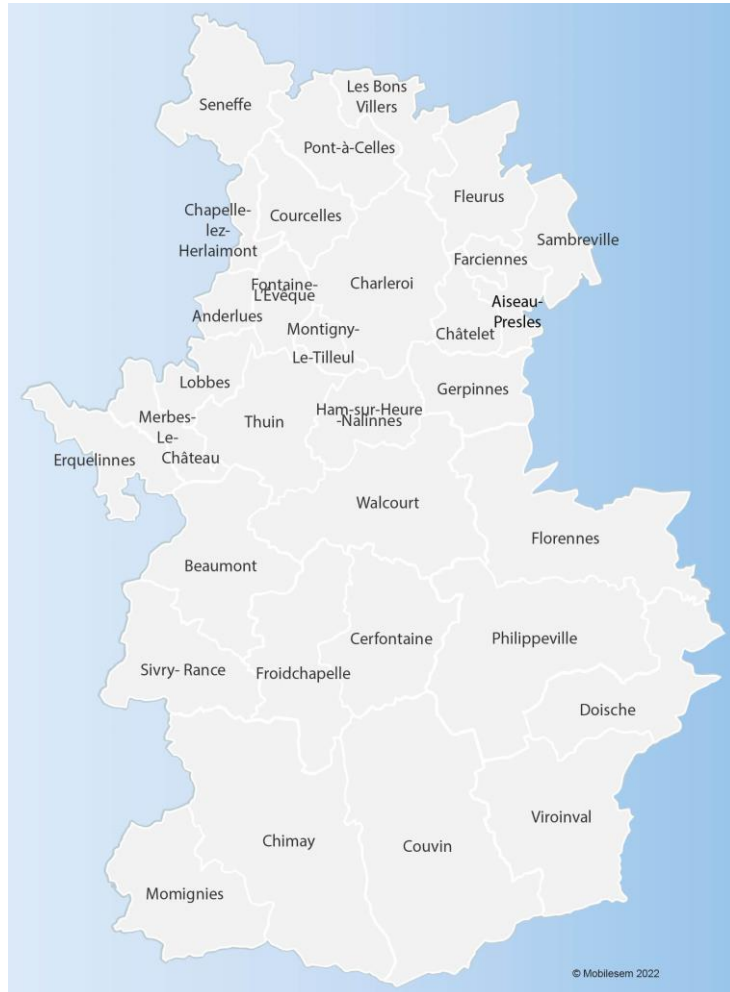 Les Bons
Villers
Seneffe
Pont-à-Celles
Fleurus
Chapelle-
lez-
Herlaimont
Courcelles
Sambreville
Farciennes
Fontaine-
L'Evêque
Charleroi
Aiseau-
Presles
Anderlues
Montigny-
Le-Tilleul
Châtelet
Lobbes
Gerpinnes
Ham-sur-Heure
-Nalinnes
Merbes-
Le-
Château
Thuin
Erquelinnes
Walcourt
Florennes
Beaumont
Cerfontaine
Philippeville
Sivry- Rance
Froidchapelle
Doische
Viroinval
Chimay
Couvin
Momignies
© Mobilesem 2022